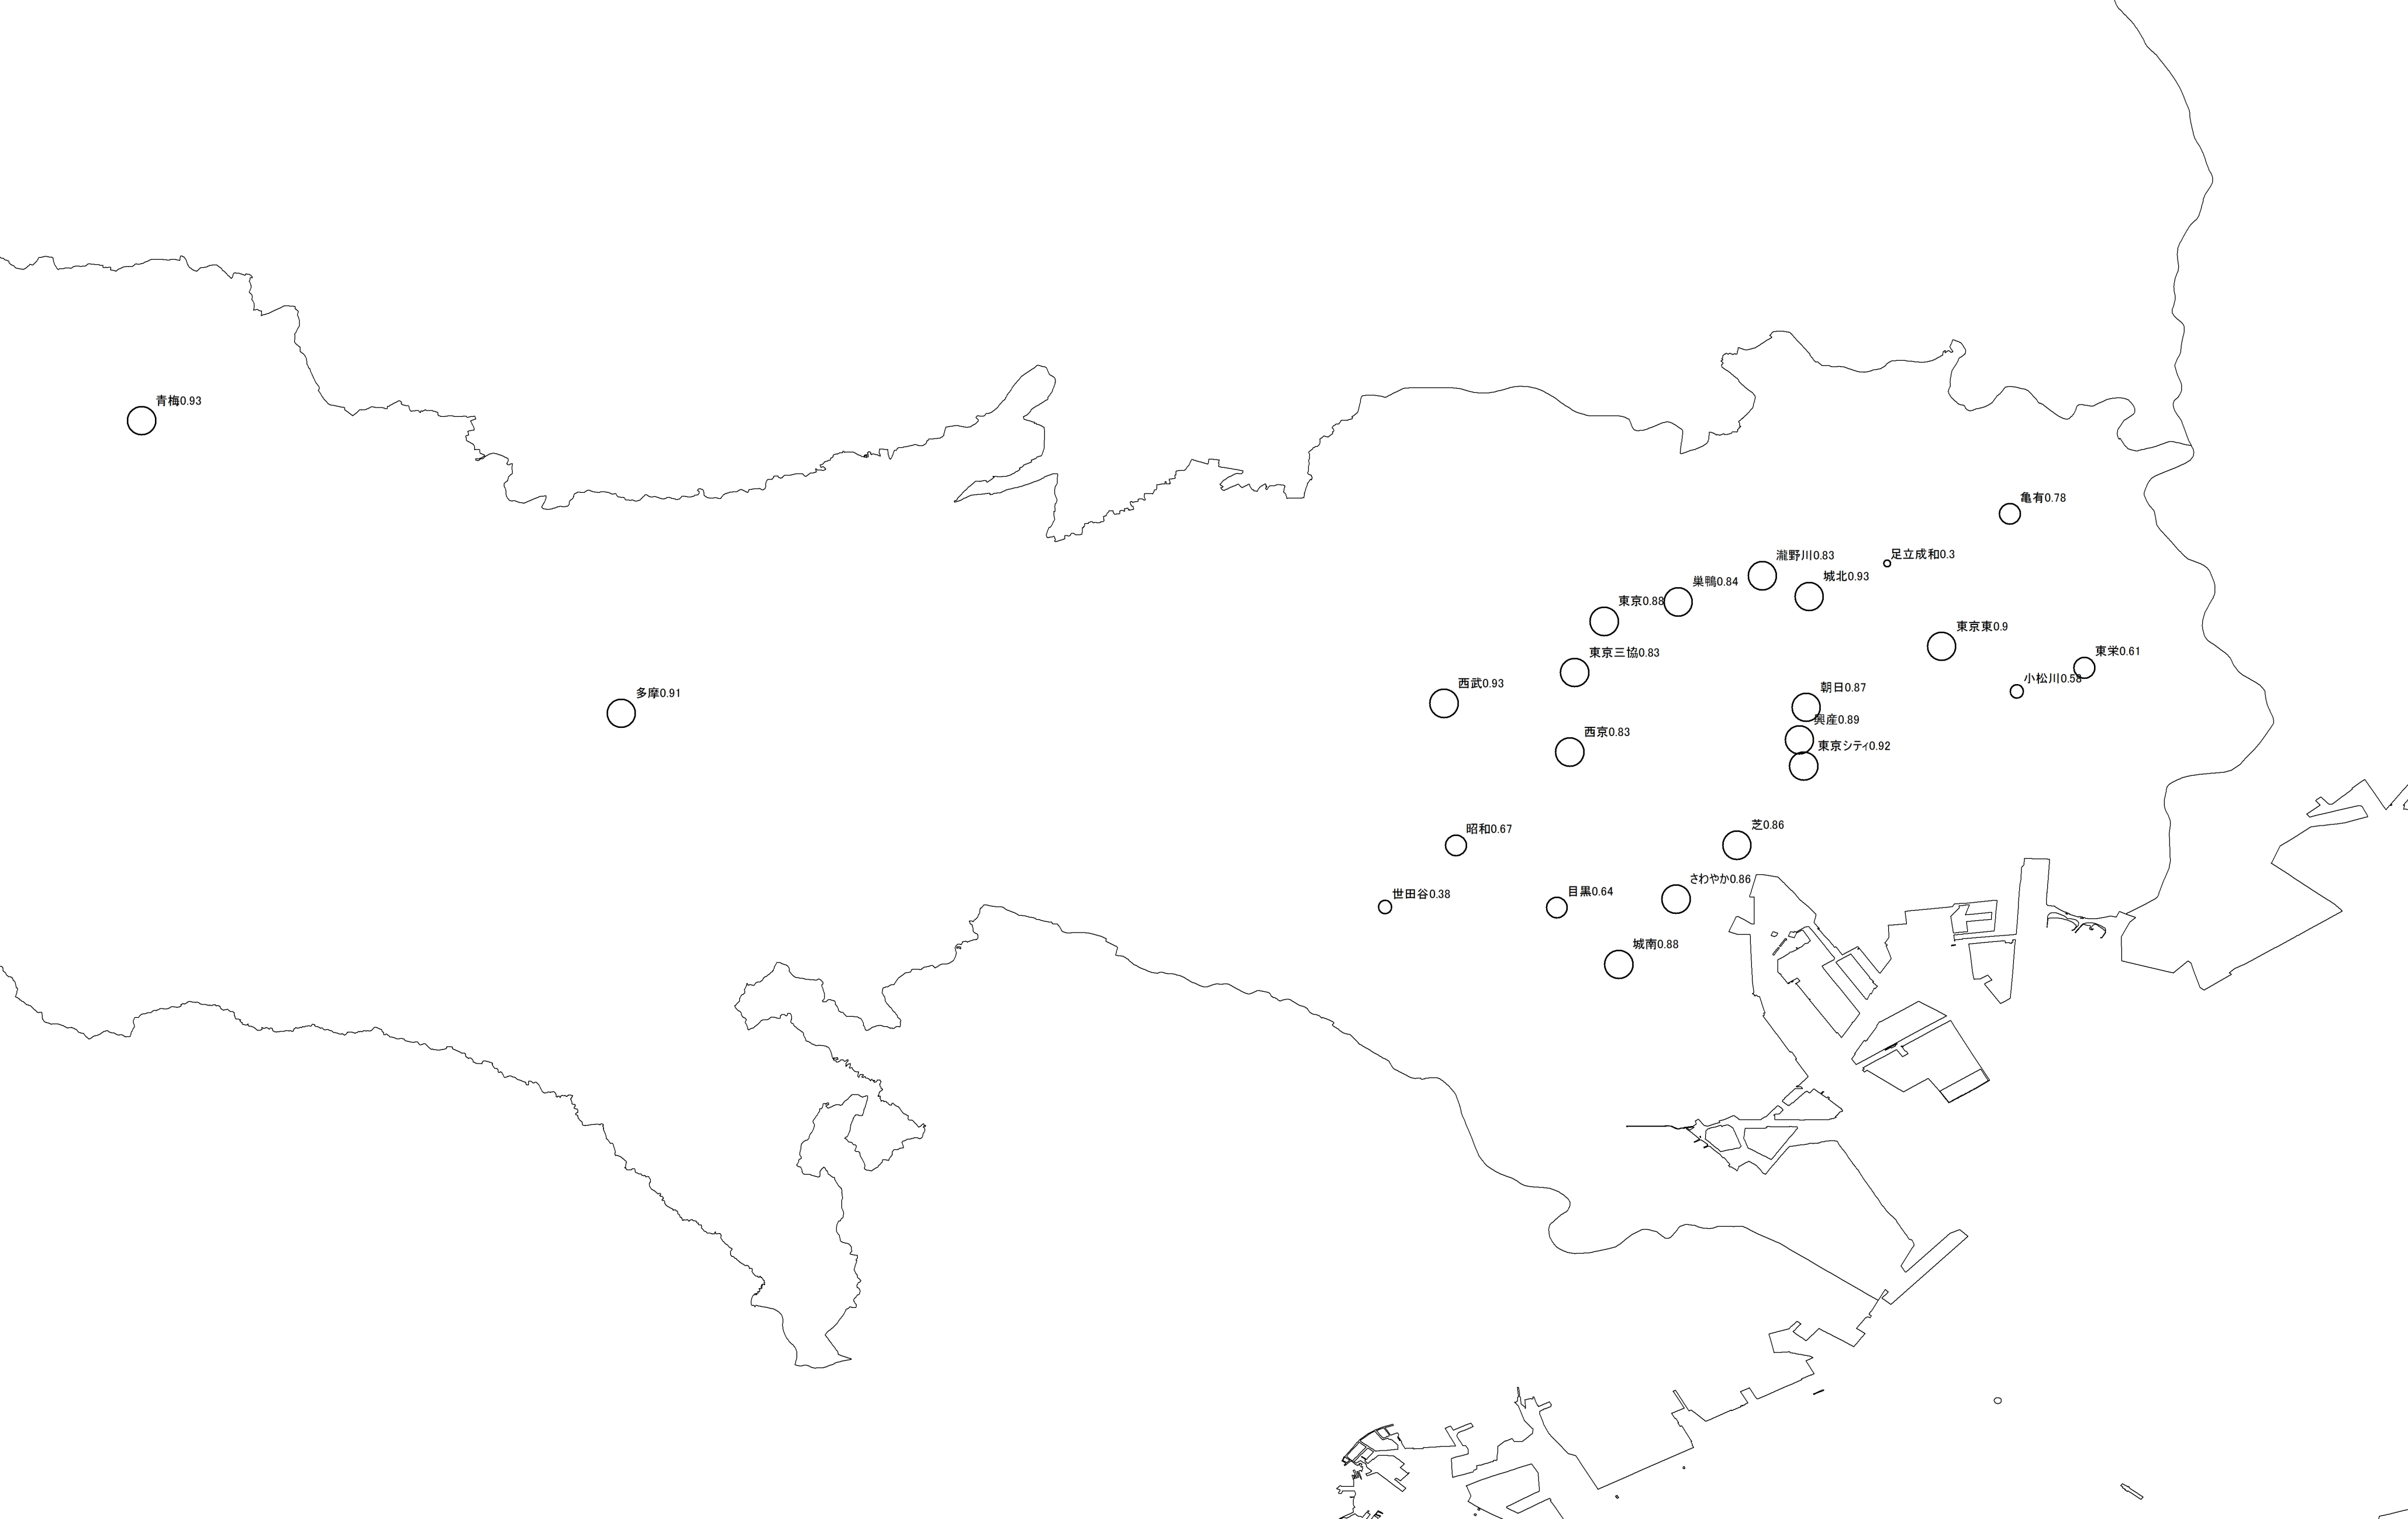 青梅0.93
亀有0.78
足立成和0.3
瀧野川0.83
城北0.93
巣鴨0.84
東京0.88
東京東0.9
東京三協0.83
東栄0.61
小松川0.58
西武0.93
朝日0.87
多摩0.91
興産0.89
西京0.83
東京シティ0.92
芝0.86
昭和0.67
さわやか0.86
目黒0.64
世田谷0.38
城南0.88